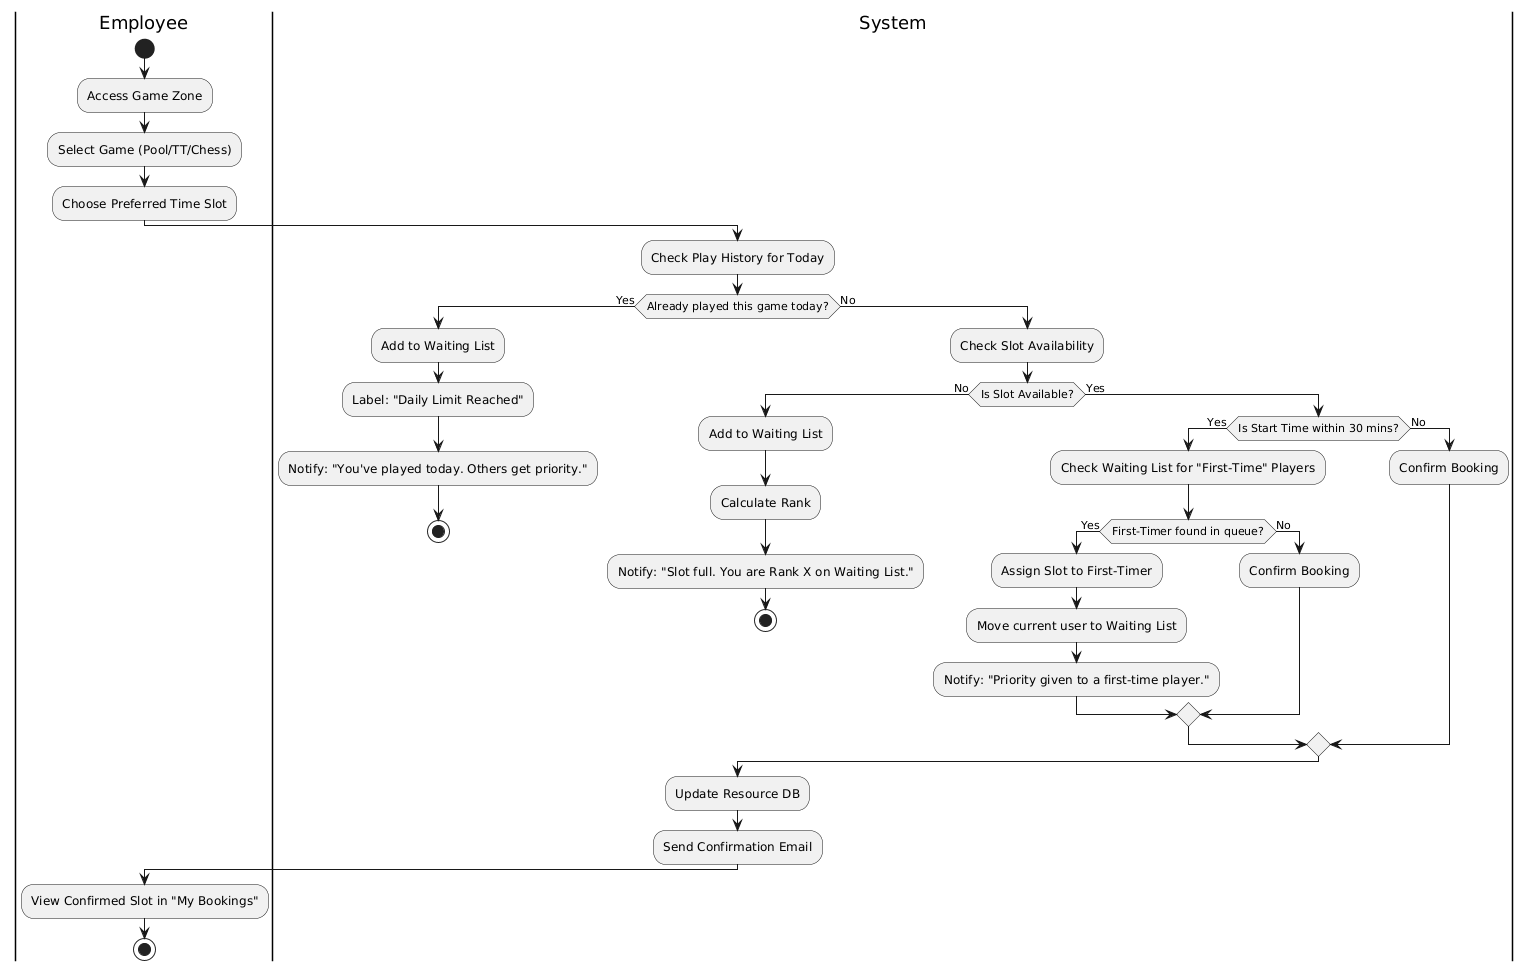 Employee
System
Access Game Zone
Select Game (Pool/TT/Chess)
Choose Preferred Time Slot
Check Play History for Today
Yes
Already played this game today?
No
Add to Waiting List
Check Slot Availability
Label: "Daily Limit Reached"
No
Is Slot Available?
Yes
Notify: "You've played today. Others get priority."
Add to Waiting List
Calculate Rank
Notify: "Slot full. You are Rank X on Waiting List."
Yes
Is Start Time within 30 mins?
No
Check Waiting List for "First-Time" Players
Confirm Booking
Yes
First-Timer found in queue?
No
Assign Slot to First-Timer
Confirm Booking
Move current user to Waiting List
Notify: "Priority given to a first-time player."
Update Resource DB
Send Confirmation Email
View Confirmed Slot in "My Bookings"